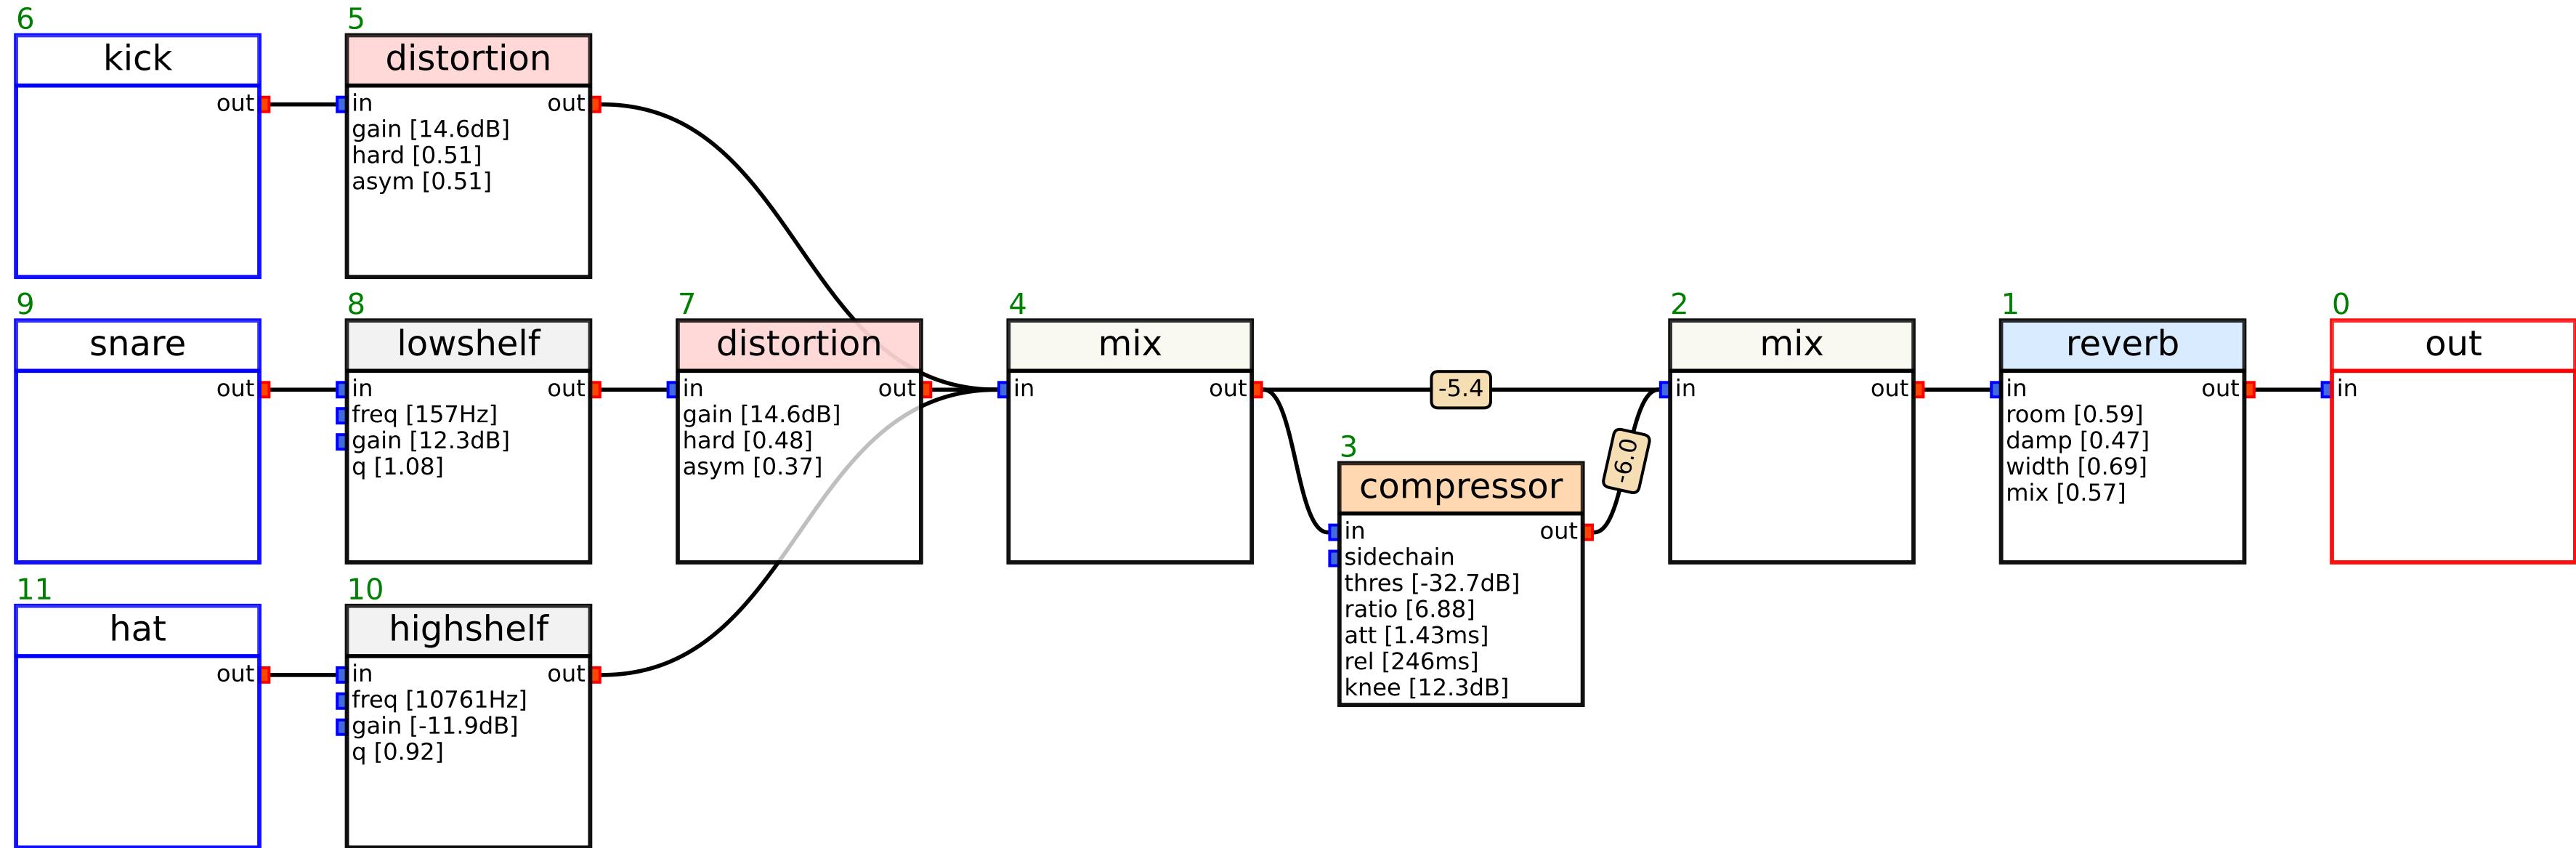 6
kick
out
5
distortion
in out
gain [14.6dB]
hard [0.51]
asym [0.51]
9
snare
out
8
lowshelf
in out
freq [157Hz]
gain [12.3dB]
q [1.08]
7
distortion
in out
gain [14.6dB]
hard [0.48]
asym [0.37]
4
mix
in out
-5.4
3
compressor
in out
sidechain
thres [-32.7dB]
ratio [6.88]
att [1.43ms]
rel [246ms]
knee [12.3dB]
-6.0
2
mix
in out
1
reverb
in out
room [0.59]
damp [0.47]
width [0.69]
mix [0.57]
0
out
in
11
hat
out
10
highshelf
in out
freq [10761Hz]
gain [-11.9dB]
q [0.92]